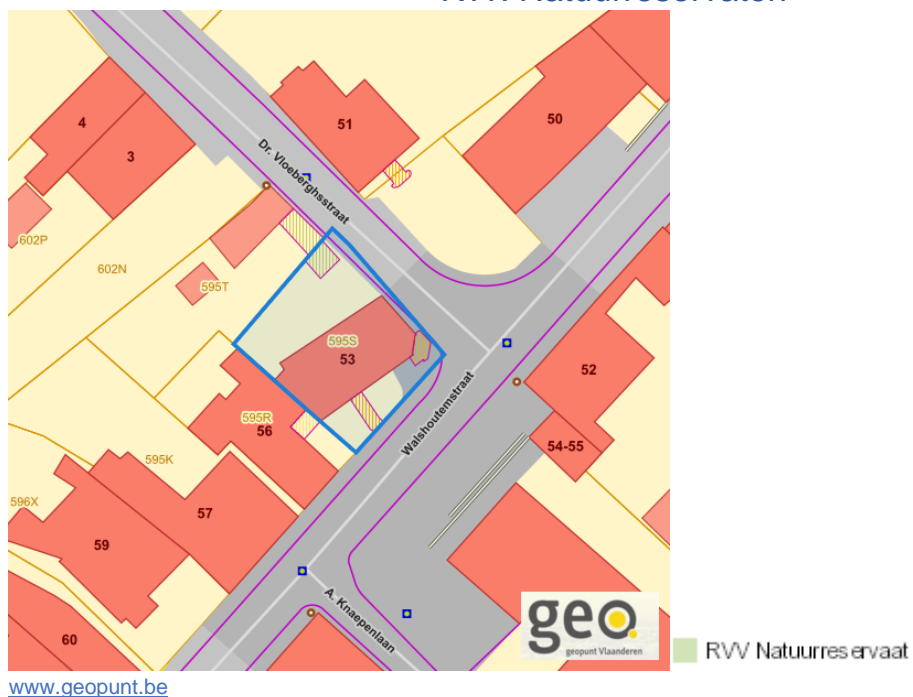 RVV Natuurreservaten
4
3
51
50
Dr. Vloeberghsstraat
602P
602N
595T
595S
53
52
Walshoutemstraat
54-55
595R
56
595K
57
596X
59
A. Knaepenlaan
60
geo
geopunt Vlaanderen
RVV Natuurreservaat
www.geopunt.be